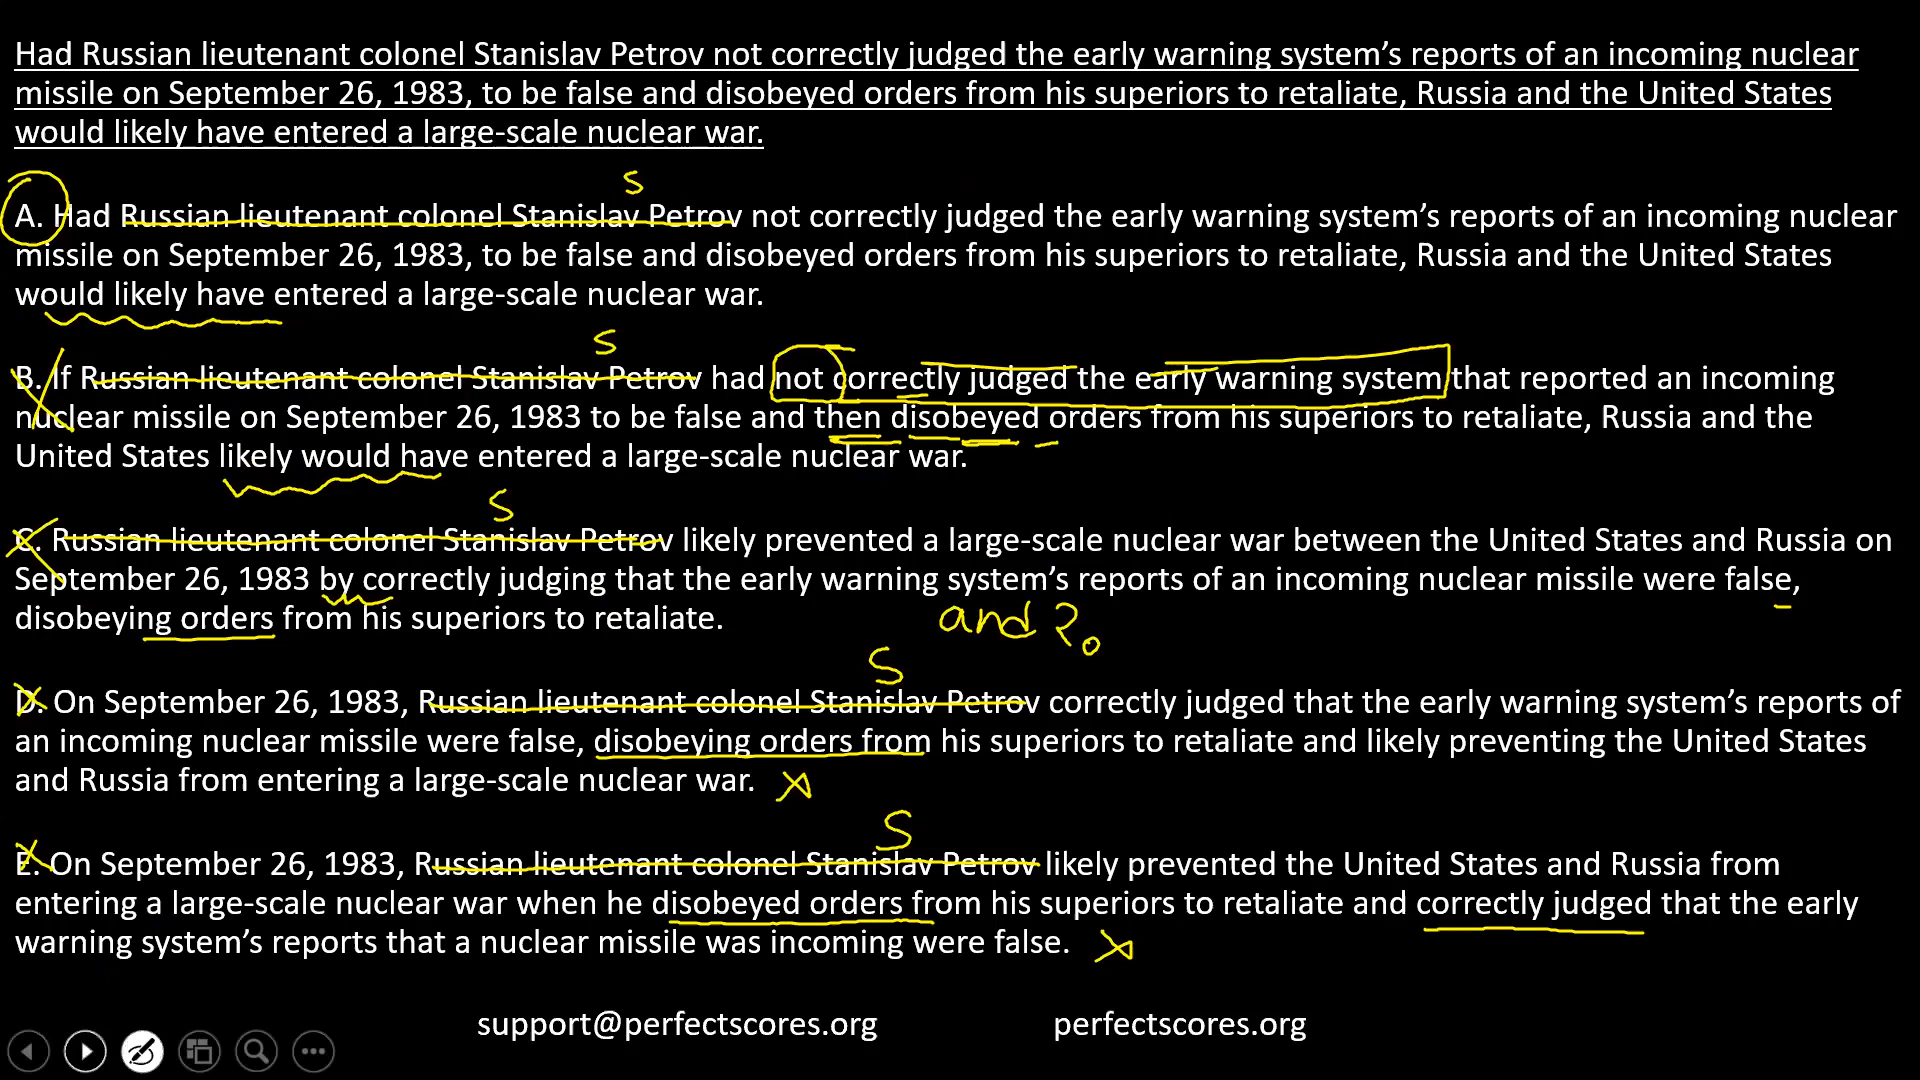 Had Russian lieutenant colonel Stanislav Petrov not correctly judged the early warning system's reports of an incoming nuclear
missile on September 26, 1983, to be false and disobeyed orders from his superiors to retaliate, Russia and the United States
would likely have entered a large-scale nuclear war.
S
A. Had Russian lieutenant colonel Stanislav Petrov not correctly judged the early warning system's reports of an incoming nuclear
missile on September 26, 1983, to be false and disobeyed orders from his superiors to retaliate, Russia and the United States
would likely have entered a large-scale nuclear war.
S
B. If Russian lieutenant colonel Stanislav Petrov had not correctly judged the early warning system that reported an incoming
nuclear missile on September 26, 1983 to be false and then disobeyed orders from his superiors to retaliate, Russia and the
United States likely would have entered a large-scale nuclear war.
S
C. Russian lieutenant colonel Stanislav Petrov likely prevented a large-scale nuclear war between the United States and Russia on
September 26, 1983 by correctly judging that the early warning system's reports of an incoming nuclear missile were false,
disobeying orders from his superiors to retaliate.
and ?
S
D. On September 26, 1983, Russian lieutenant colonel Stanislav Petrov correctly judged that the early warning system's reports of
an incoming nuclear missile were false, disobeying orders from his superiors to retaliate and likely preventing the United States
and Russia from entering a large-scale nuclear war.
S
E. On September 26, 1983, Russian lieutenant colonel Stanislav Petrov likely prevented the United States and Russia from
entering a large-scale nuclear war when he disobeyed orders from his superiors to retaliate and correctly judged that the early
warning system's reports that a nuclear missile was incoming were false.
support@perfectscores.org
perfectscores.org